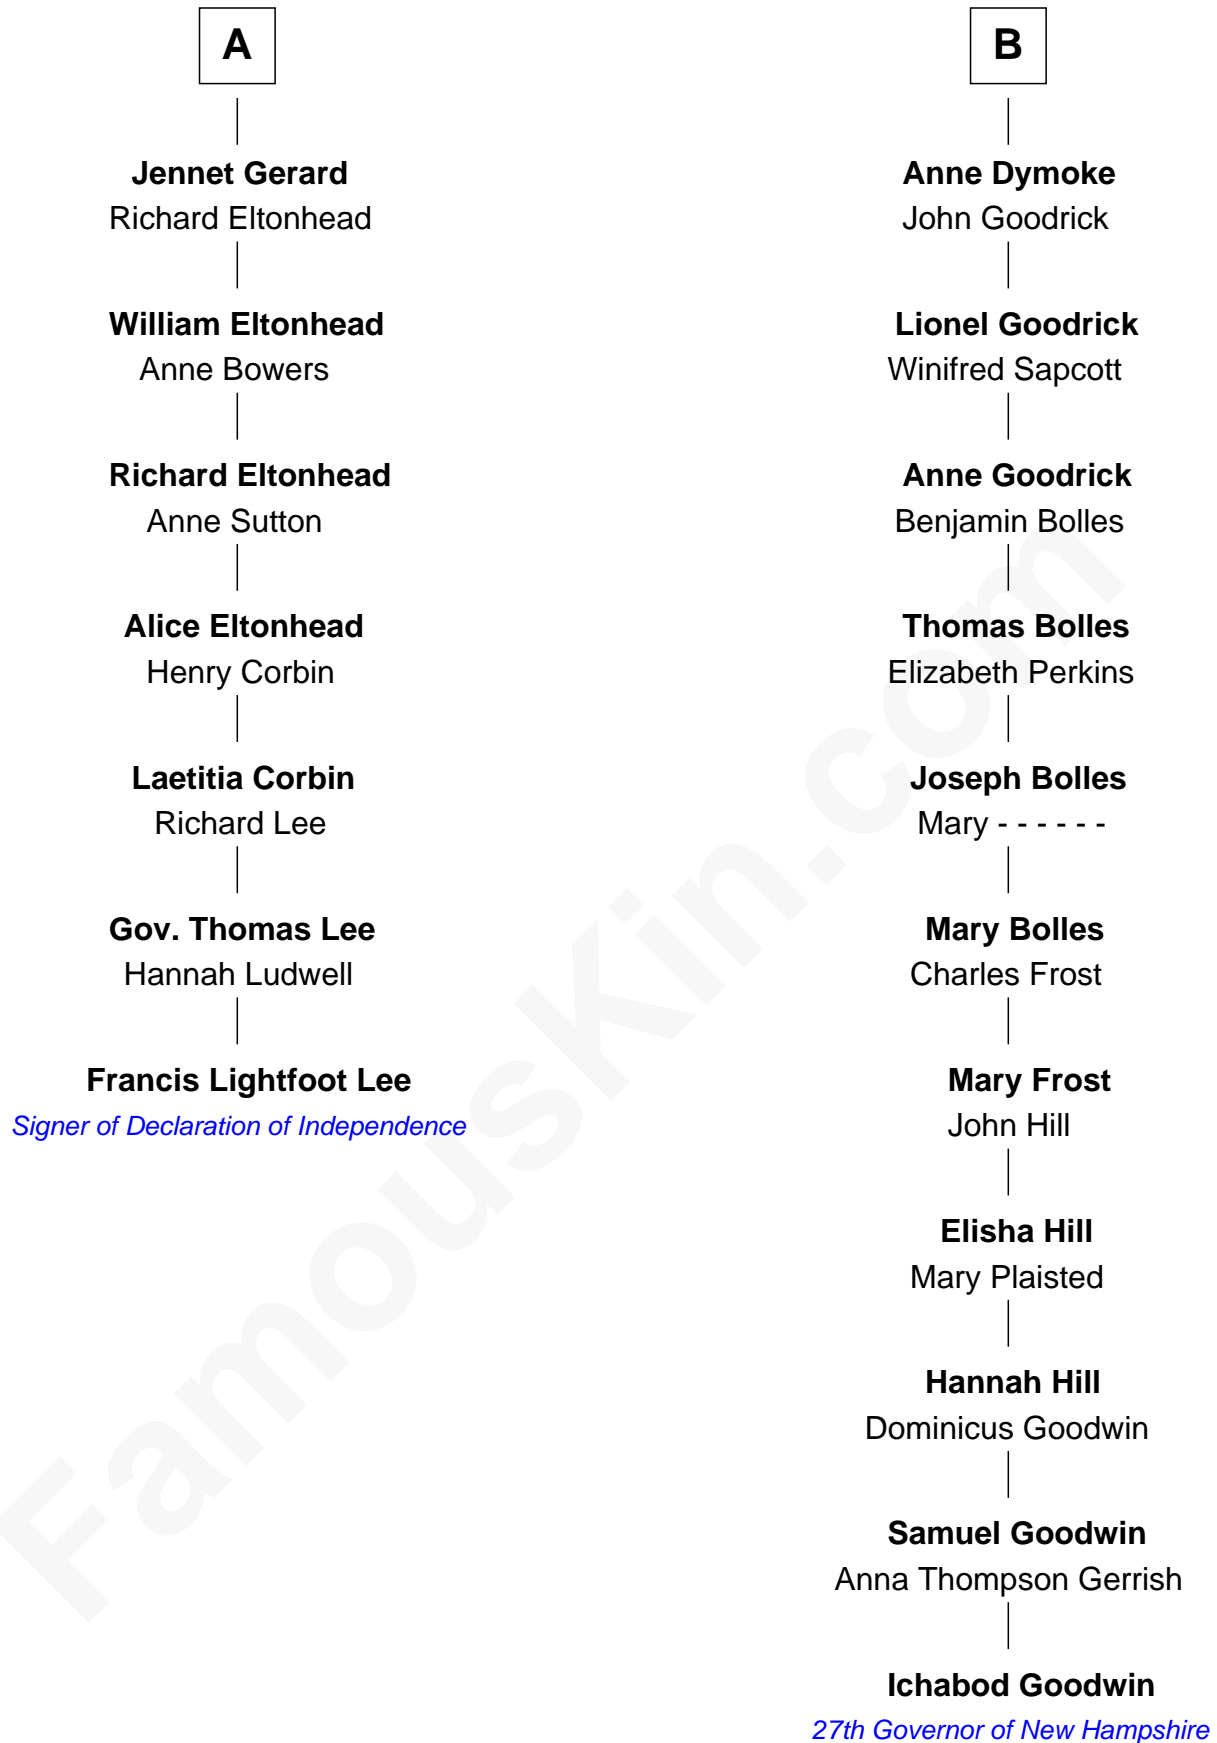 A
Jennet Gerard
Richard Eltonhead
William Eltonhead
Anne Bowers
Richard Eltonhead
Anne Sutton
Alice Eltonhead
Henry Corbin
Laetitia Corbin
Richard Lee
Gov. Thomas Lee
Hannah Ludwell
Francis Lightfoot Lee
Signer of Declaration of Independence
B
Anne Dymoke
John Goodrick
Lionel Goodrick
Winifred Sapcott
Anne Goodrick
Benjamin Bolles
Thomas Bolles
Elizabeth Perkins
Joseph Bolles
Mary - - - - - -
Mary Bolles
Charles Frost
Mary Frost
John Hill
Elisha Hill
Mary Plaisted
Hannah Hill
Dominicus Goodwin
Samuel Goodwin
Anna Thompson Gerrish
Ichabod Goodwin
27th Governor of New Hampshire
FamousKin.com